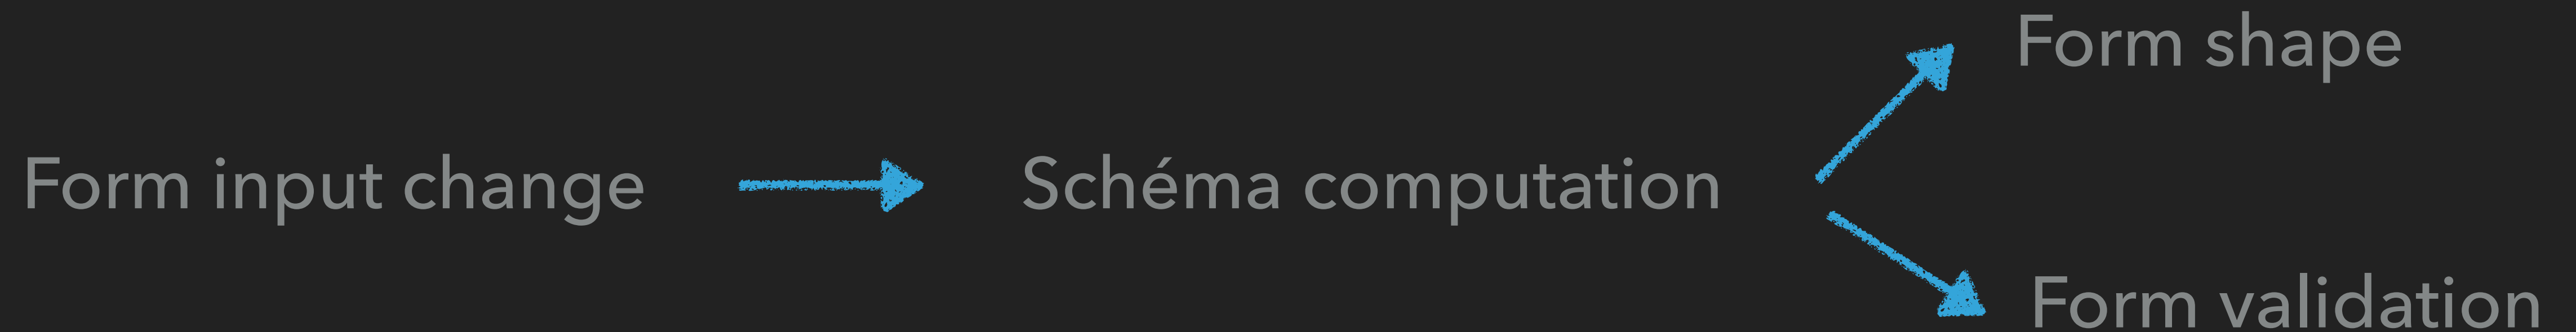 Form shape
Form input change
Schéma computation
Form validation